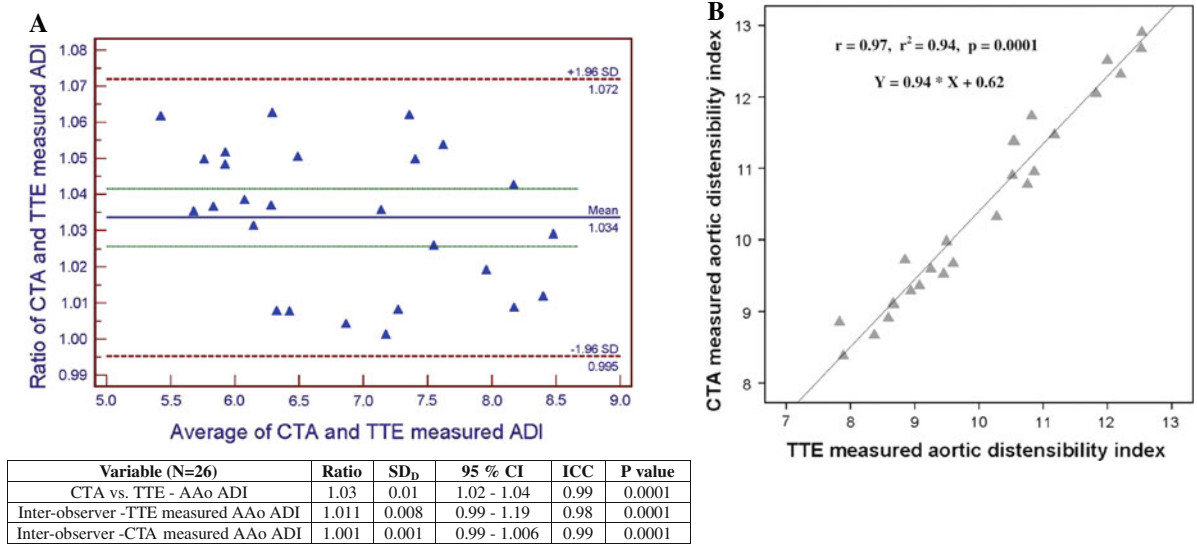 A
Ratio of CTA and TTE measured ADI
1.08
1.07
1.06
1.05
1.04
1.03
1.02
1.01
1.00
0.99
+1.96 SD
1.072
Mean
1.034
-1.96 SD
0.995
5.0 5.5 6.0 6.5 7.0 7.5 8.0 8.5 9.0
Average of CTA and TTE measured ADI
B
CTA measured aortic distensibility index
13
12
11
10
9
8
r = 0.97, r² = 0.94, p = 0.0001
Y = 0.94 * X + 0.62
7 8 9 10 11 12 13
TTE measured aortic distensibility index
Variable (N=26) Ratio SD_D 95 % CI ICC P value
CTA vs. TTE - AAo ADI 1.03 0.01 1.02 - 1.04 0.99 0.0001
Inter-observer -TTE measured AAo ADI 1.011 0.008 0.99 - 1.19 0.98 0.0001
Inter-observer -CTA measured AAo ADI 1.001 0.001 0.99 - 1.006 0.99 0.0001